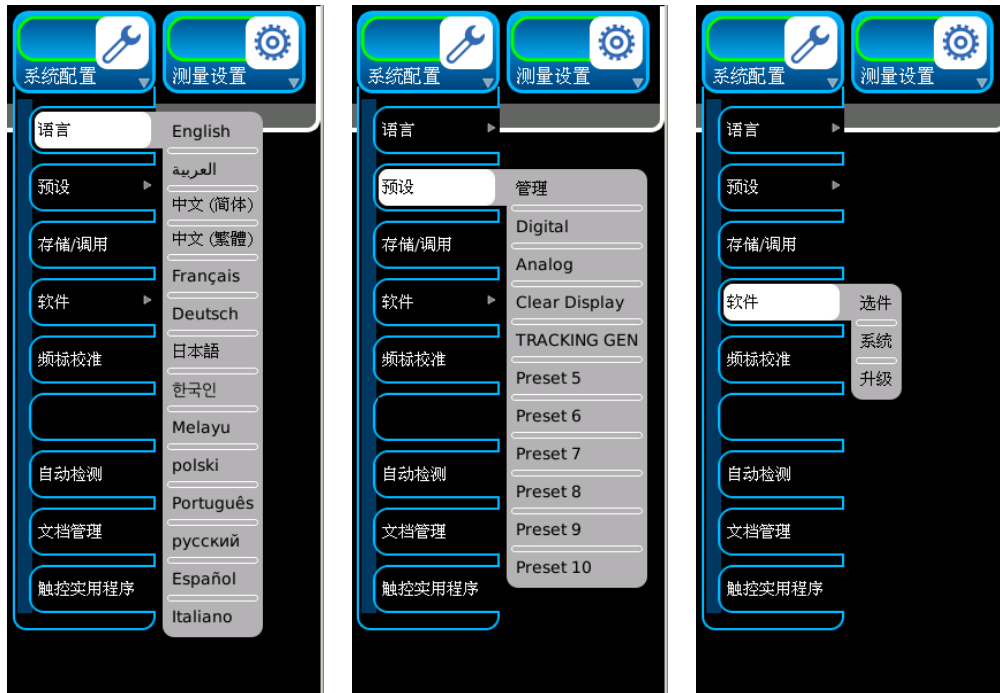 系统配置
测量设置
语言
预设
存储/调用
软件
频标校准
自动检测
文档管理
触控实用程序
English
العربية
中文 (简体)
中文 (繁體)
Français
Deutsch
日本語
한국인
Melayu
polski
Português
русский
Español
Italiano
系统配置
测量设置
语言
预设
存储/调用
软件
频标校准
自动检测
文档管理
触控实用程序
管理
Digital
Analog
Clear Display
TRACKING GEN
Preset 5
Preset 6
Preset 7
Preset 8
Preset 9
Preset 10
系统配置
测量设置
语言
预设
存储/调用
软件
频标校准
自动检测
文档管理
触控实用程序
选件
系统
升级